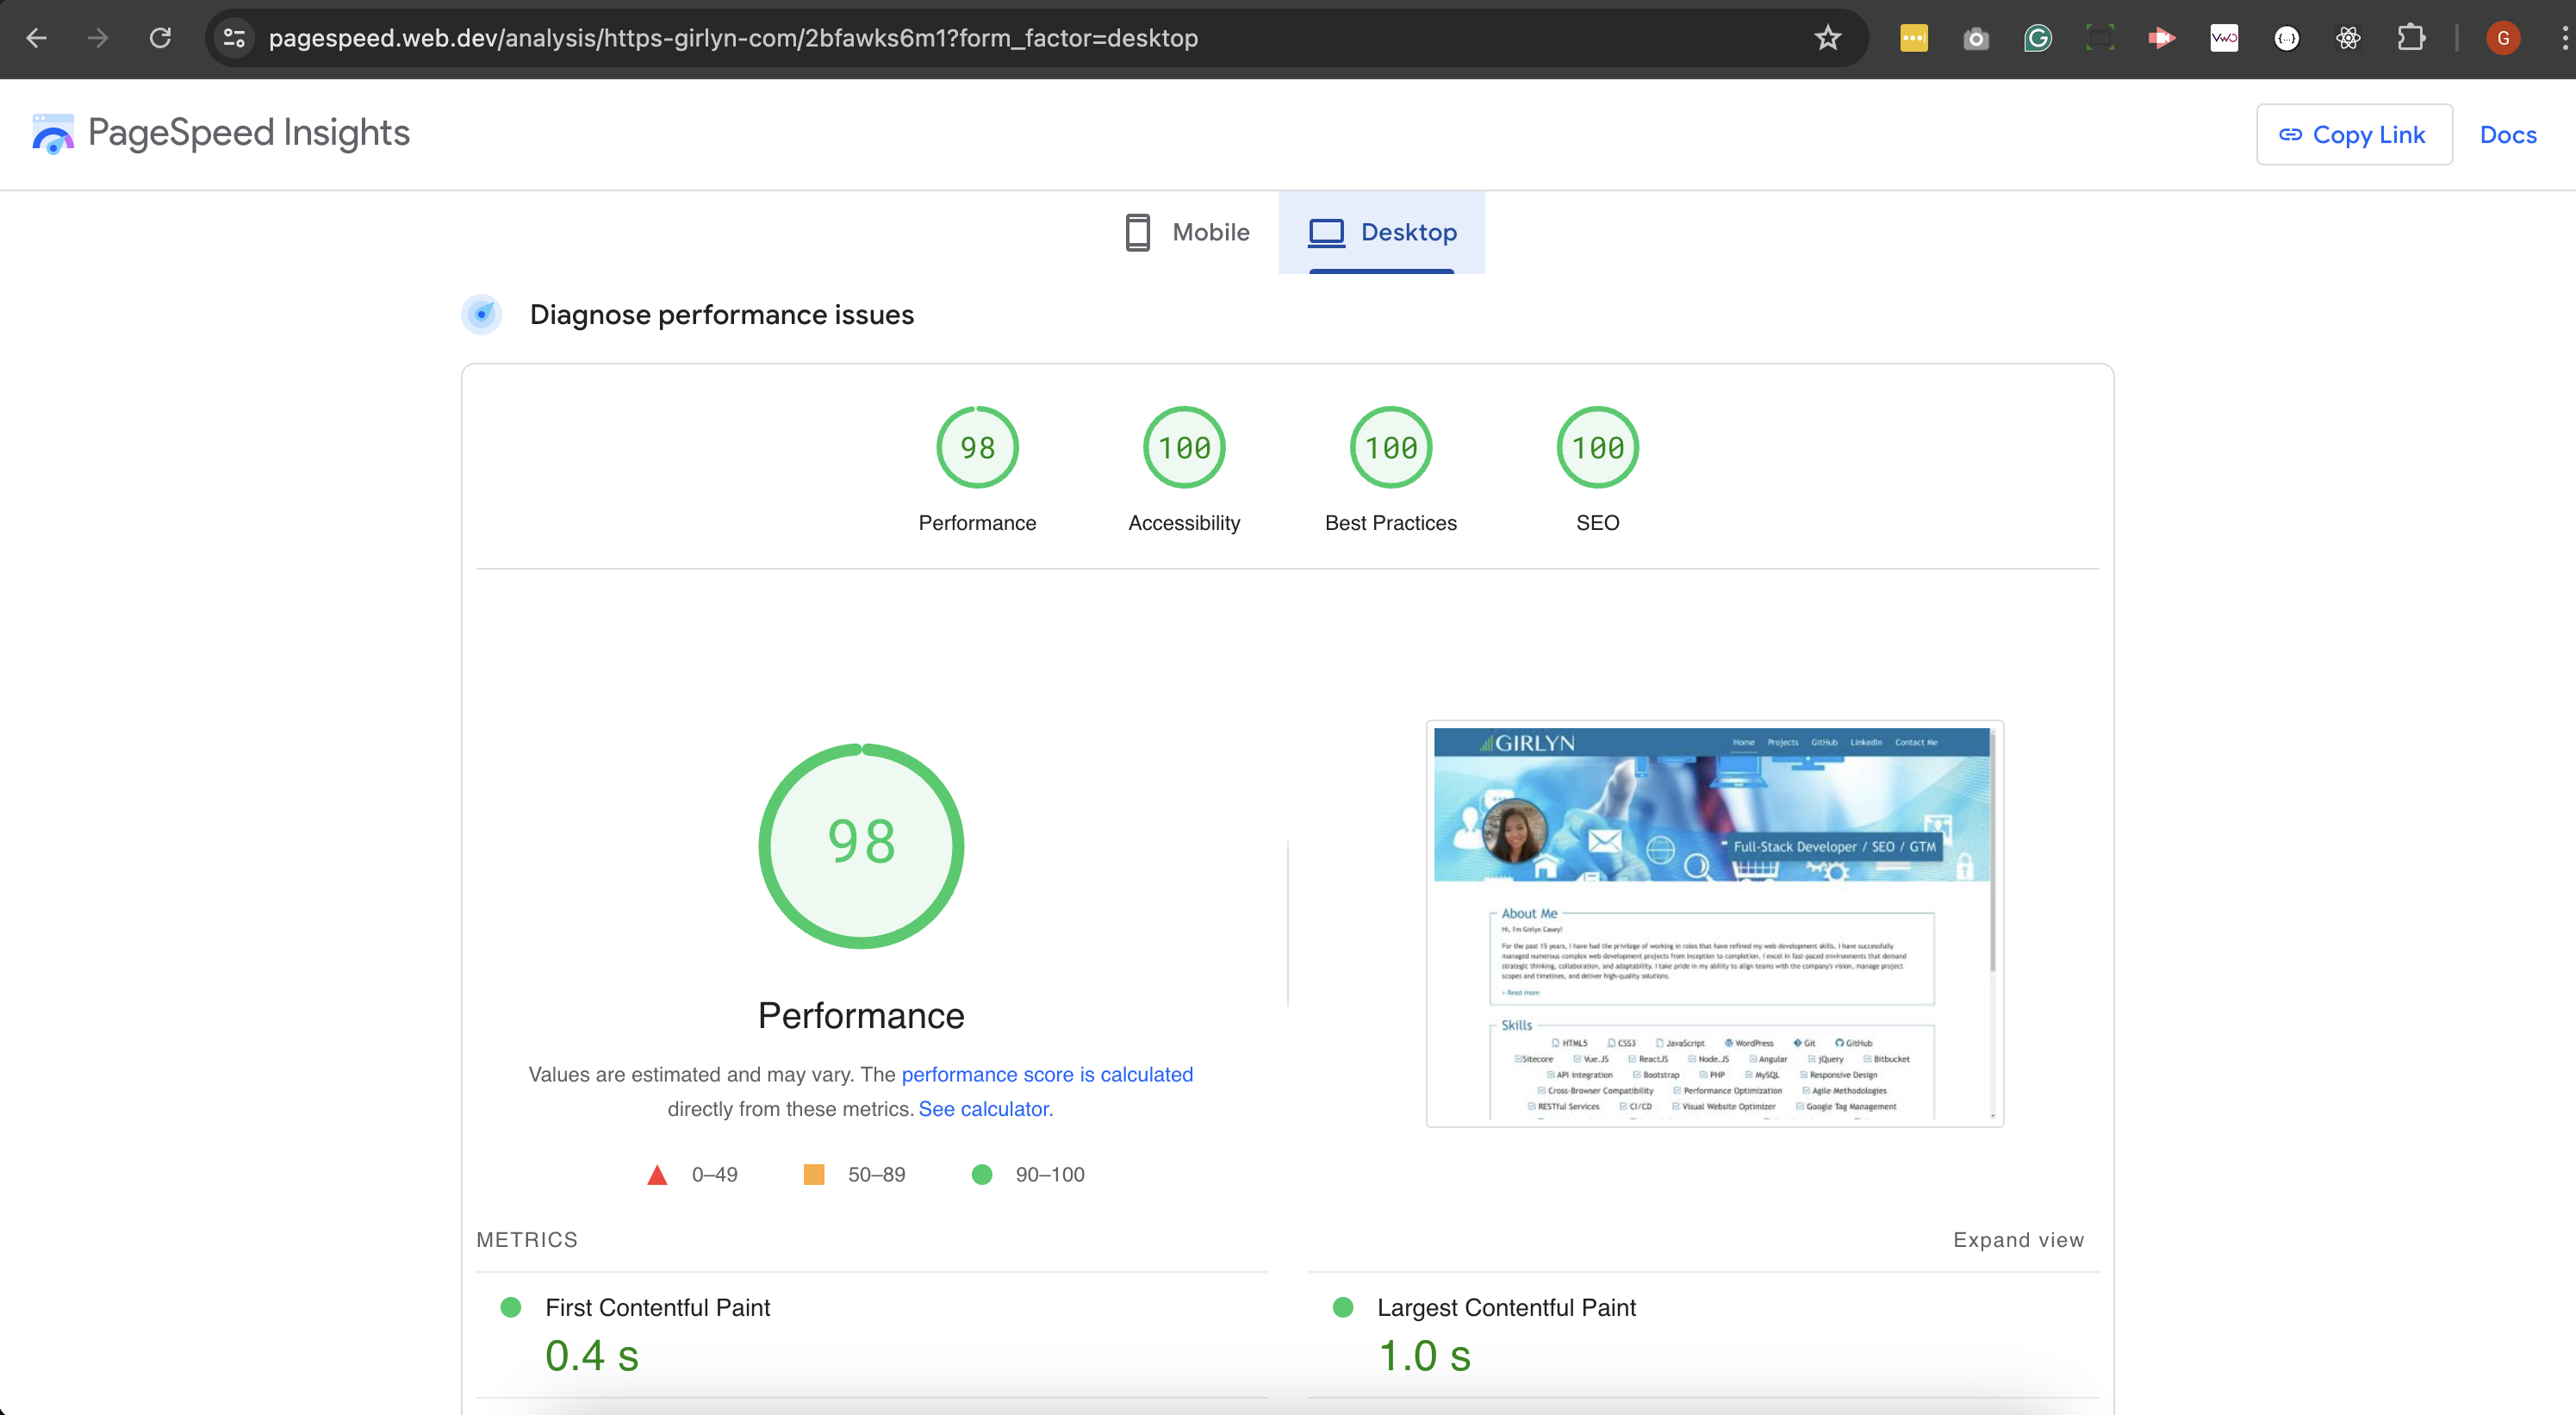 pagespeed.web.dev/analysis/https-girlyn-com/2bfawks6m1?form_factor=desktop
VWO
{...}
G
PageSpeed Insights
Copy Link
Docs
Mobile
Desktop
Diagnose performance issues
98
100
100
100
Performance
Accessibility
Best Practices
SEO
98
Performance
Values are estimated and may vary. The performance score is calculated
directly from these metrics. See calculator.
0–49
50–89
90–100
GIRLYN
Home Projects GitHub LinkedIn Contact Me
Full-Stack Developer / SEO / GTM
About Me
Hi, I'm Girlyn Casey!
For the past 15 years, I have had the privilege of working in roles that have refined my web development skills. I have successfully
managed numerous complex web development projects from inception to completion. I excel in fast-paced environments that demand
strategic thinking, collaboration, and adaptability. I take pride in my ability to align teams with the company's vision, manage project
scopes and timelines, and deliver high-quality solutions.
+ Read more
Skills
HTML5 CSS3 JavaScript WordPress Git GitHub
Sitecore Vue.JS ReactJS Node.JS Angular jQuery Bitbucket
API Integration Bootstrap PHP MySQL Responsive Design
Cross-Browser Compatibility Performance Optimization Agile Methodologies
RESTful Services CI/CD Visual Website Optimizer Google Tag Management
METRICS
Expand view
First Contentful Paint
0.4 s
Largest Contentful Paint
1.0 s